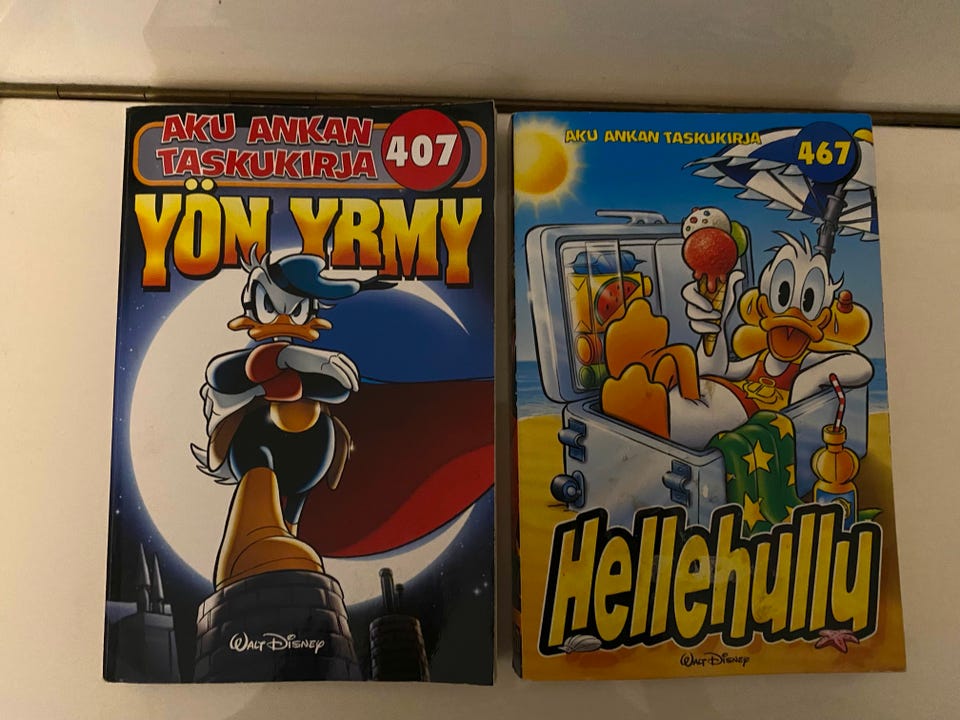 AKU ANKAN
TASKUKIRJA
407
YÖN YRMY
WALT DISNEY
AKU ANKAN TASKUKIRJA
467
Hellehullu
WALT DISNEY